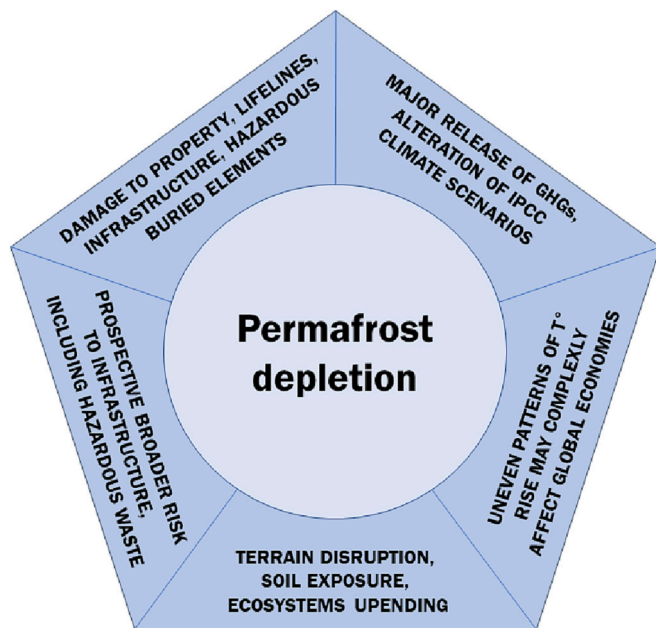 DAMAGE TO PROPERTY, LIFELINES,
INFRASTRUCTURE, HAZARDOUS
BURIED ELEMENTS
MAJOR RELEASE OF GHGs,
ALTERATION OF IPCC
CLIMATE SCENARIOS
Permafrost
depletion
PROSPECTIVE BROADER RISK
TO INFRASTRUCTURE,
INCLUDING HAZARDOUS WASTE
UNEVEN PATTERNS OF T°
RISE MAY COMPLEXLY
AFFECT GLOBAL ECONOMIES
TERRAIN DISRUPTION,
SOIL EXPOSURE,
ECOSYSTEMS UPENDING